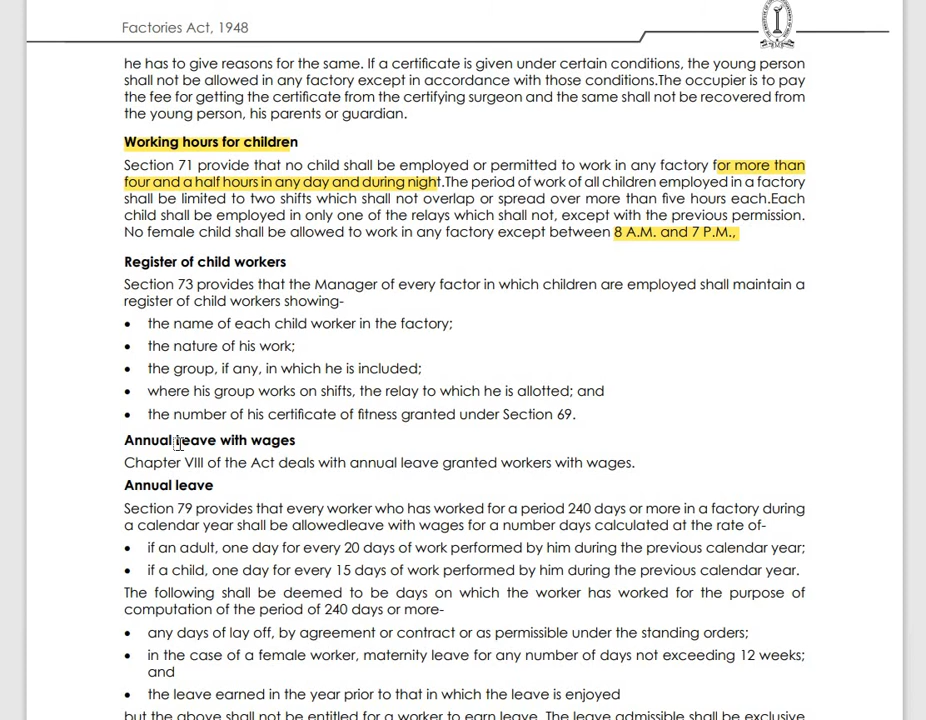 Factories Act, 1948
he has to give reasons for the same. If a certificate is given under certain conditions, the young person
shall not be allowed in any factory except in accordance with those conditions.The occupier is to pay
the fee for getting the certificate from the certifying surgeon and the same shall not be recovered from
the young person, his parents or guardian.
Working hours for children
Section 71 provide that no child shall be employed or permitted to work in any factory for more than
four and a half hours in any day and during night.The period of work of all children employed in a factory
shall be limited to two shifts which shall not overlap or spread over more than five hours each.Each
child shall be employed in only one of the relays which shall not, except with the previous permission.
No female child shall be allowed to work in any factory except between 8 A.M. and 7 P.M.,
Register of child workers
Section 73 provides that the Manager of every factor in which children are employed shall maintain a
register of child workers showing-
• the name of each child worker in the factory;
• the nature of his work;
• the group, if any, in which he is included;
• where his group works on shifts, the relay to which he is allotted; and
• the number of his certificate of fitness granted under Section 69.
Annual leave with wages
Chapter VIII of the Act deals with annual leave granted workers with wages.
Annual leave
Section 79 provides that every worker who has worked for a period 240 days or more in a factory during
a calendar year shall be allowedleave with wages for a number days calculated at the rate of-
• if an adult, one day for every 20 days of work performed by him during the previous calendar year;
• if a child, one day for every 15 days of work performed by him during the previous calendar year.
The following shall be deemed to be days on which the worker has worked for the purpose of
computation of the period of 240 days or more-
• any days of lay off, by agreement or contract or as permissible under the standing orders;
• in the case of a female worker, maternity leave for any number of days not exceeding 12 weeks;
and
• the leave earned in the year prior to that in which the leave is enjoyed
but the above shall not be entitled for a worker to earn leave. The leave admissible shall be exclusive